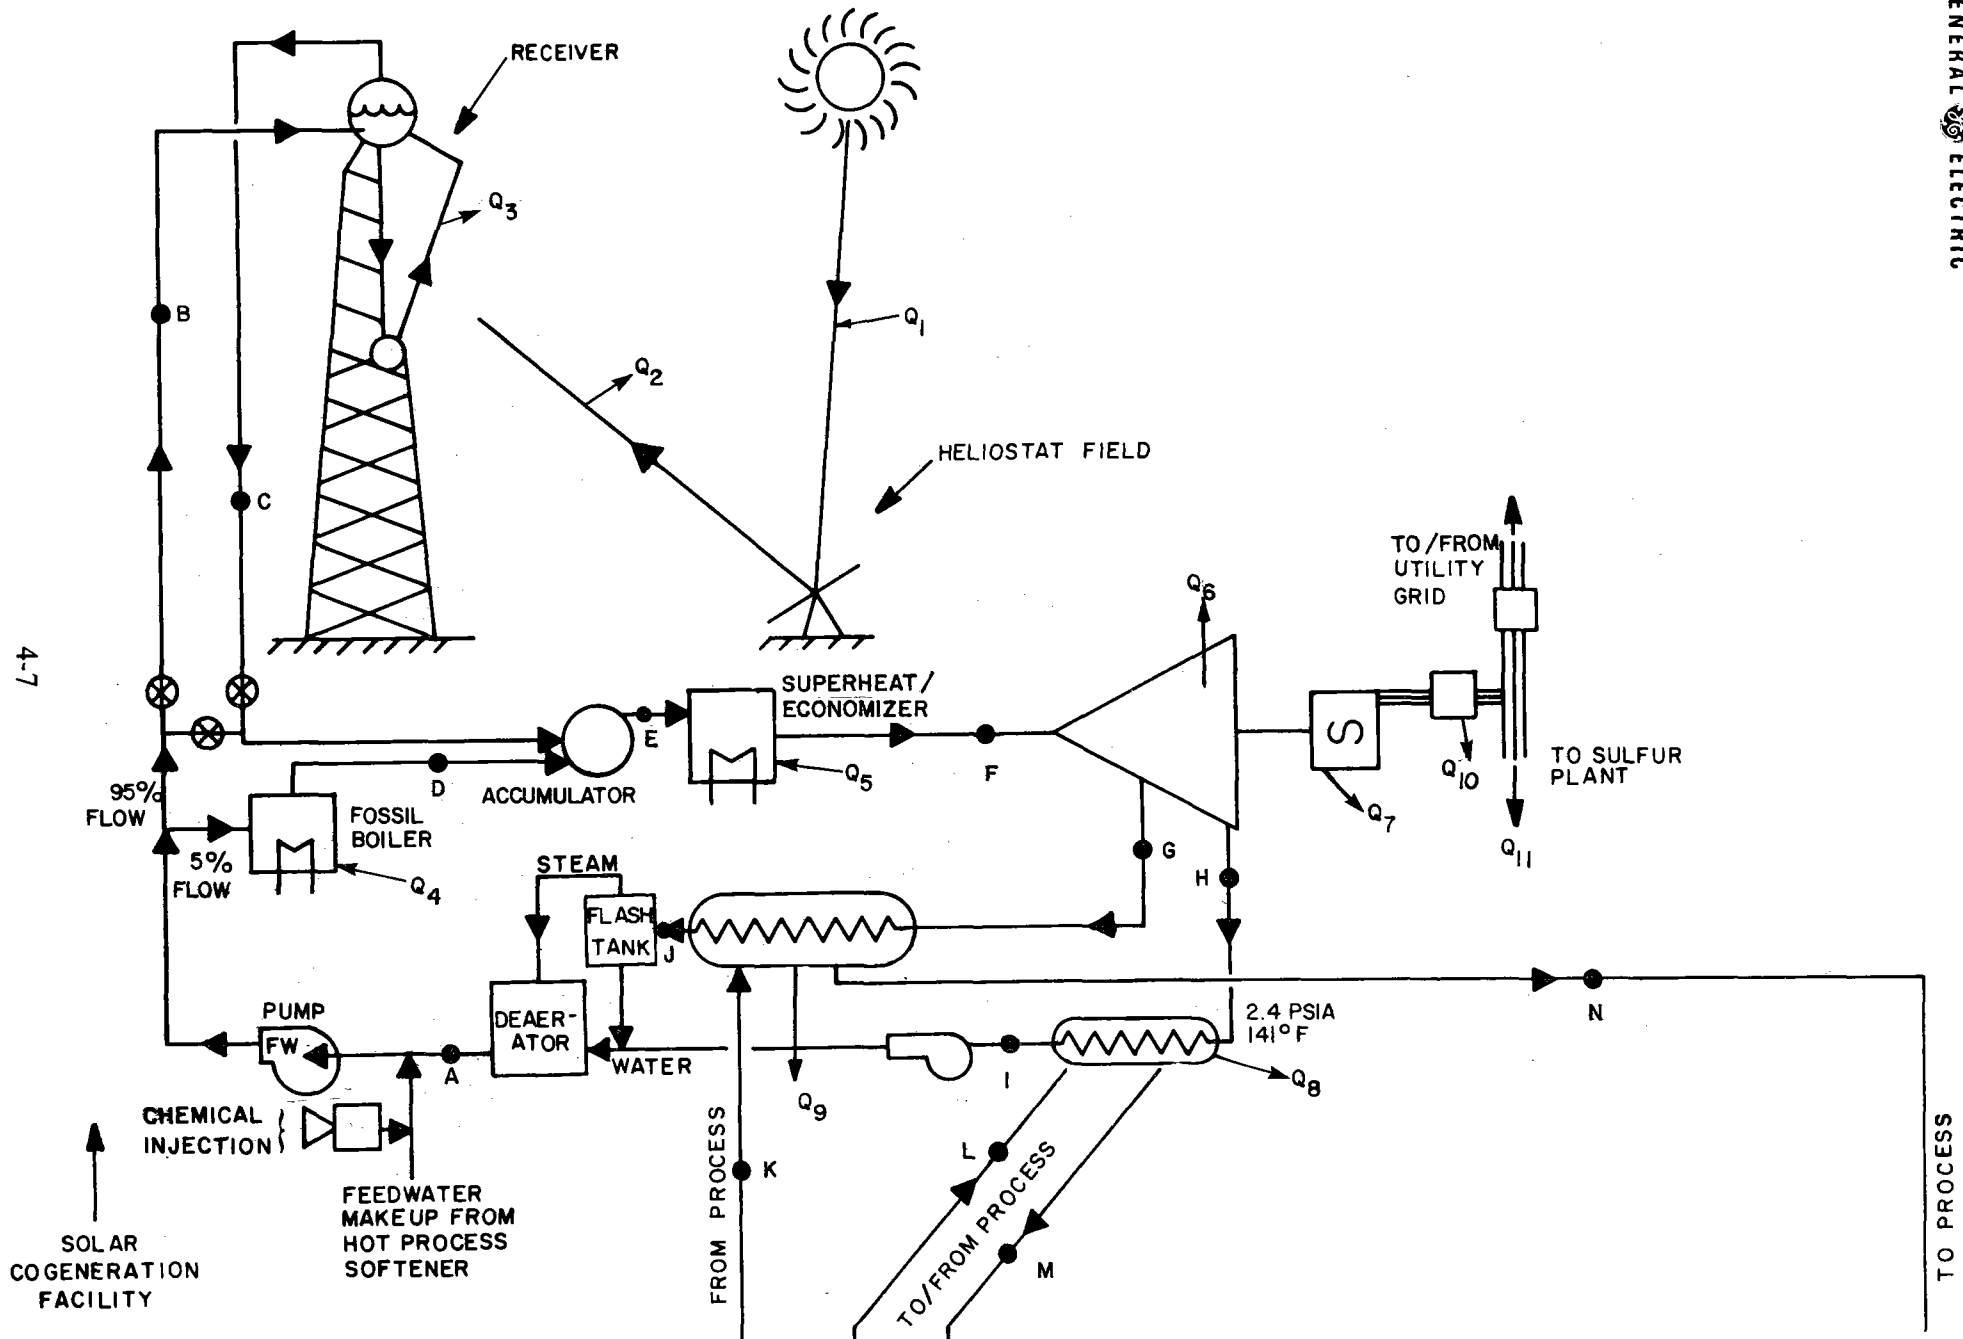 GENERAL ELECTRIC
RECEIVER
Q3
B
Q1
Q2
C
HELIOSTAT FIELD
4-7
TO/FROM
UTILITY
GRID
Q6
SUPERHEAT/
ECONOMIZER
E
Q5
F
S
Q10
TO SULFUR
PLANT
Q7
Q11
D
ACCUMULATOR
95%
FLOW
FOSSIL
BOILER
5%
FLOW
Q4
STEAM
G
H
FLASH
TANK
J
N
DEAER-
ATOR
WATER
2.4 PSIA
141°F
PUMP
FW
A
I
Q8
Q9
CHEMICAL
INJECTION
FEEDWATER
MAKEUP FROM
HOT PROCESS
SOFTENER
SOLAR
COGENERATION
FACILITY
FROM PROCESS
K
L
TO/FROM PROCESS
M
TO PROCESS